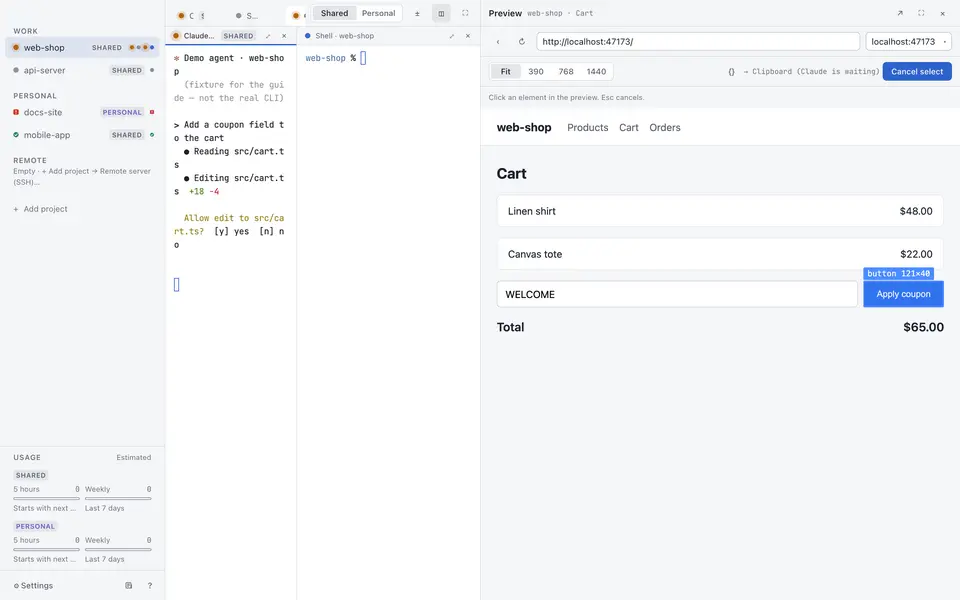 WORK
web-shop SHARED
api-server SHARED
PERSONAL
docs-site PERSONAL
mobile-app SHARED
REMOTE
Empty · + Add project → Remote server
(SSH)...
+ Add project
USAGE Estimated
SHARED
5 hours 0 Weekly 0
Starts with next ... Last 7 days
PERSONAL
5 hours 0 Weekly 0
Starts with next ... Last 7 days
Settings ?
S... Shared Personal ±
Claude... SHARED
Demo agent · web-sho
p
(fixture for the gui
de — not the real CLI)
> Add a coupon field t
o the cart
● Reading src/cart.t
s
● Editing src/cart.t
s +18 -4
Allow edit to src/ca
rt.ts? [y] yes [n] n
o
Shell · web-shop
web-shop %
Preview web-shop · Cart
http://localhost:47173/ localhost:47173
Fit 390 768 1440 {} → Clipboard (Claude is waiting) Cancel select
Click an element in the preview. Esc cancels.
web-shop Products Cart Orders
Cart
Linen shirt $48.00
Canvas tote $22.00
button 121×40
WELCOME Apply coupon
Total $65.00